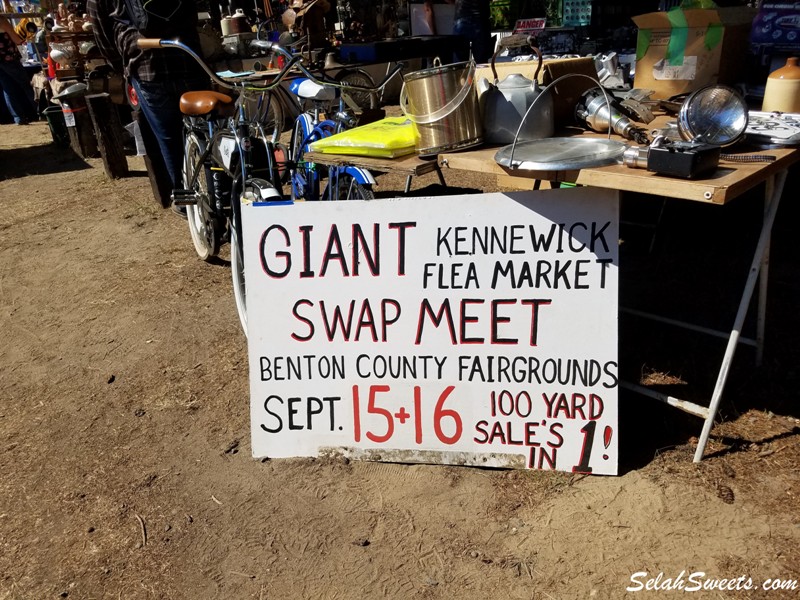 GIANT KENNEWICK
FLEA MARKET
SWAP MEET
BENTON COUNTY FAIRGROUNDS
SEPT. 15+16 100 YARD
SALE'S
IN 1!
DANGER
SelahSweets.com